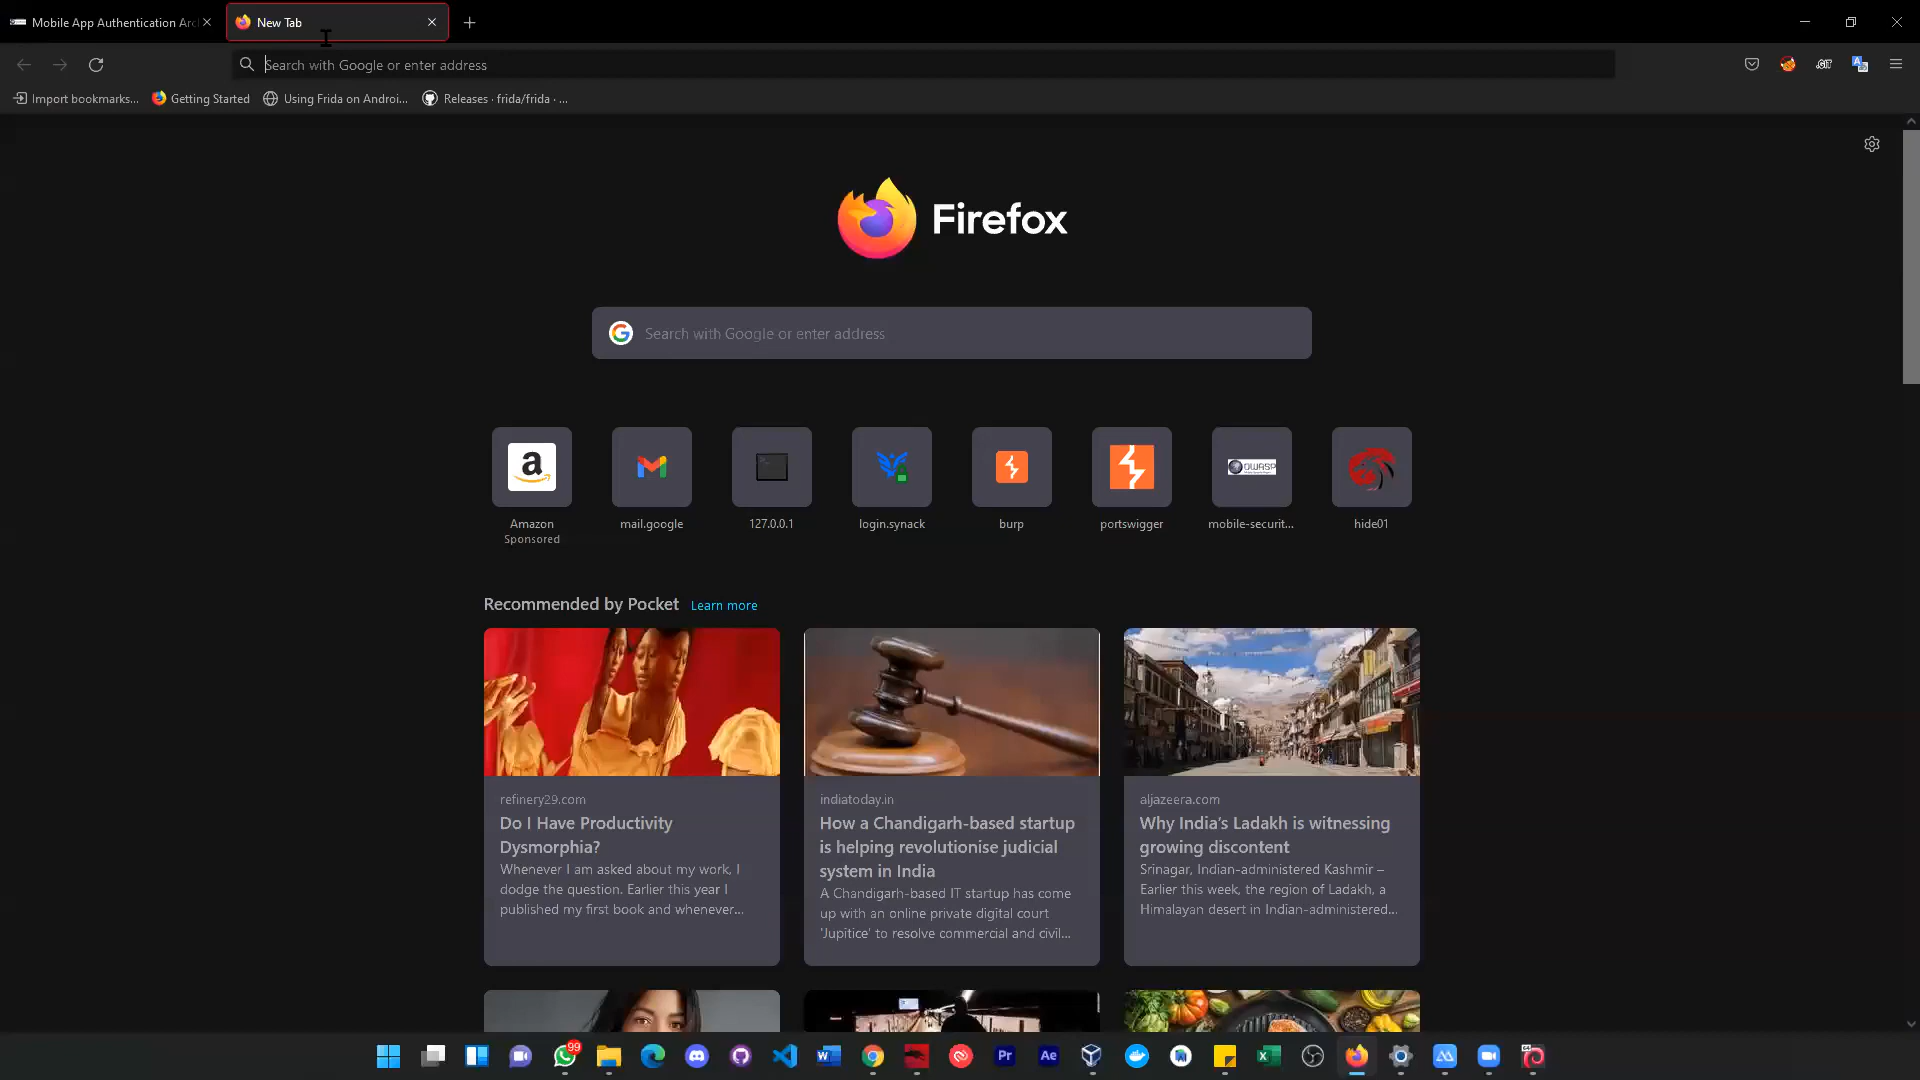 Mobile App Authentication Arc
New Tab
Search with Google or enter address
.GIT
Import bookmarks...
Getting Started
Using Frida on Androi...
Releases · frida/frida · ...
Firefox
Search with Google or enter address
a
OWASP
Amazon
Sponsored
mail.google
127.0.0.1
login.synack
burp
portswigger
mobile-securit...
hide01
Recommended by Pocket Learn more
refinery29.com
Do I Have Productivity
Dysmorphia?
Whenever I am asked about my work, I
dodge the question. Earlier this year I
published my first book and whenever...
indiatoday.in
How a Chandigarh-based startup
is helping revolutionise judicial
system in India
A Chandigarh-based IT startup has come
up with an online private digital court
'Jupitice' to resolve commercial and civil...
aljazeera.com
Why India's Ladakh is witnessing
growing discontent
Srinagar, Indian-administered Kashmir –
Earlier this week, the region of Ladakh, a
Himalayan desert in Indian-administered...
99
W
Pr
Ae